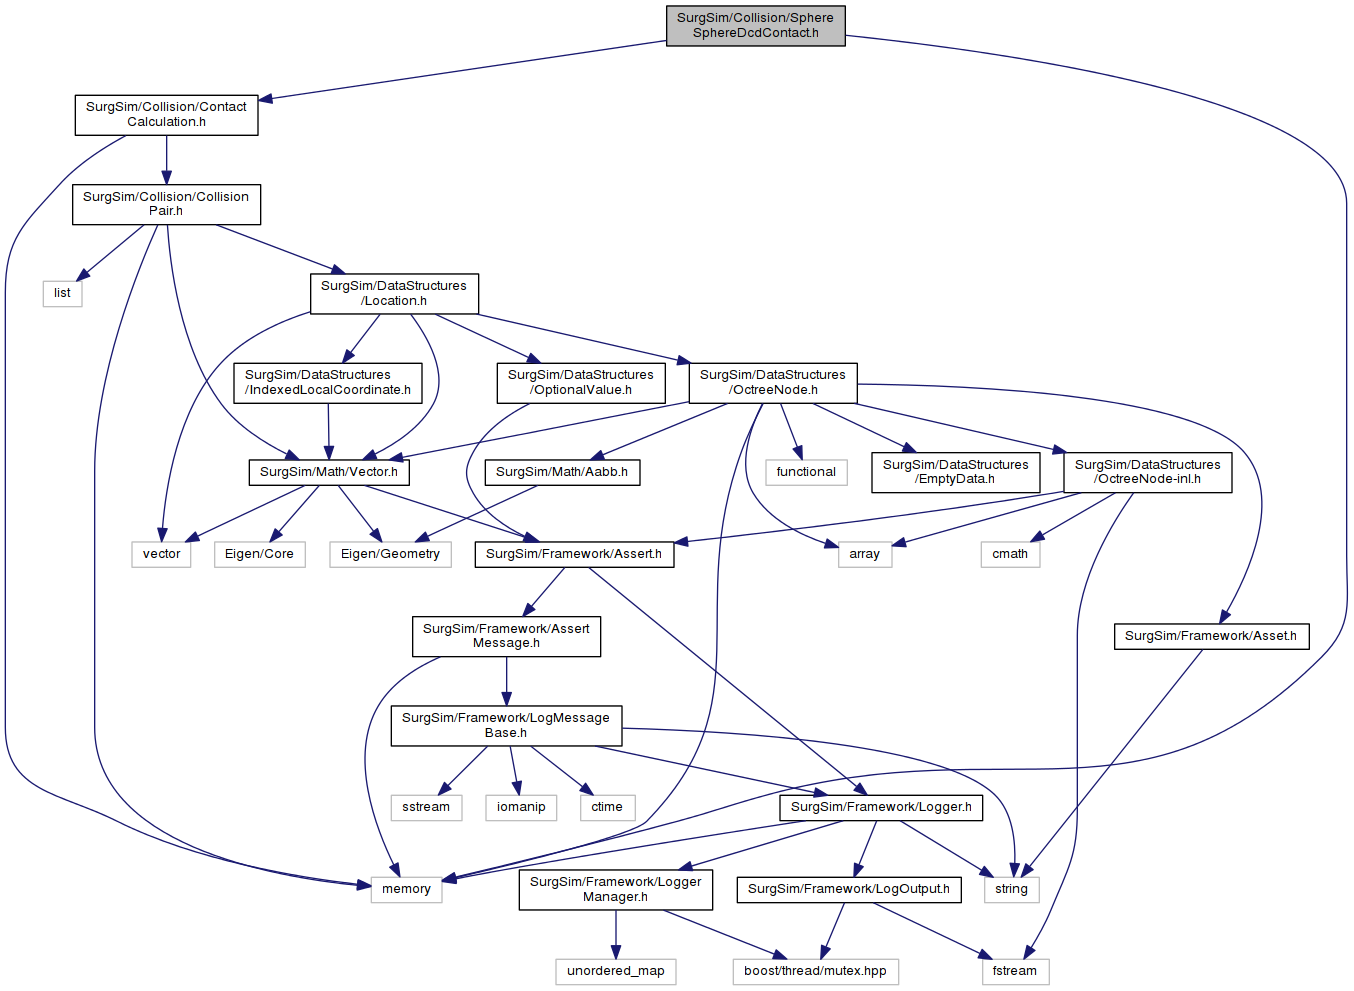 SurgSim/Collision/Sphere
SphereDcdContact.h
SurgSim/Collision/Contact
Calculation.h
SurgSim/Collision/Collision
Pair.h
list
SurgSim/DataStructures
/Location.h
SurgSim/DataStructures
/IndexedLocalCoordinate.h
SurgSim/DataStructures
/OptionalValue.h
SurgSim/DataStructures
/OctreeNode.h
SurgSim/Math/Vector.h
SurgSim/Math/Aabb.h
functional
SurgSim/DataStructures
/EmptyData.h
SurgSim/DataStructures
/OctreeNode-inl.h
vector
Eigen/Core
Eigen/Geometry
SurgSim/Framework/Assert.h
array
cmath
SurgSim/Framework/Assert
Message.h
SurgSim/Framework/Asset.h
SurgSim/Framework/LogMessage
Base.h
sstream
iomanip
ctime
SurgSim/Framework/Logger.h
memory
SurgSim/Framework/Logger
Manager.h
SurgSim/Framework/LogOutput.h
string
unordered_map
boost/thread/mutex.hpp
fstream